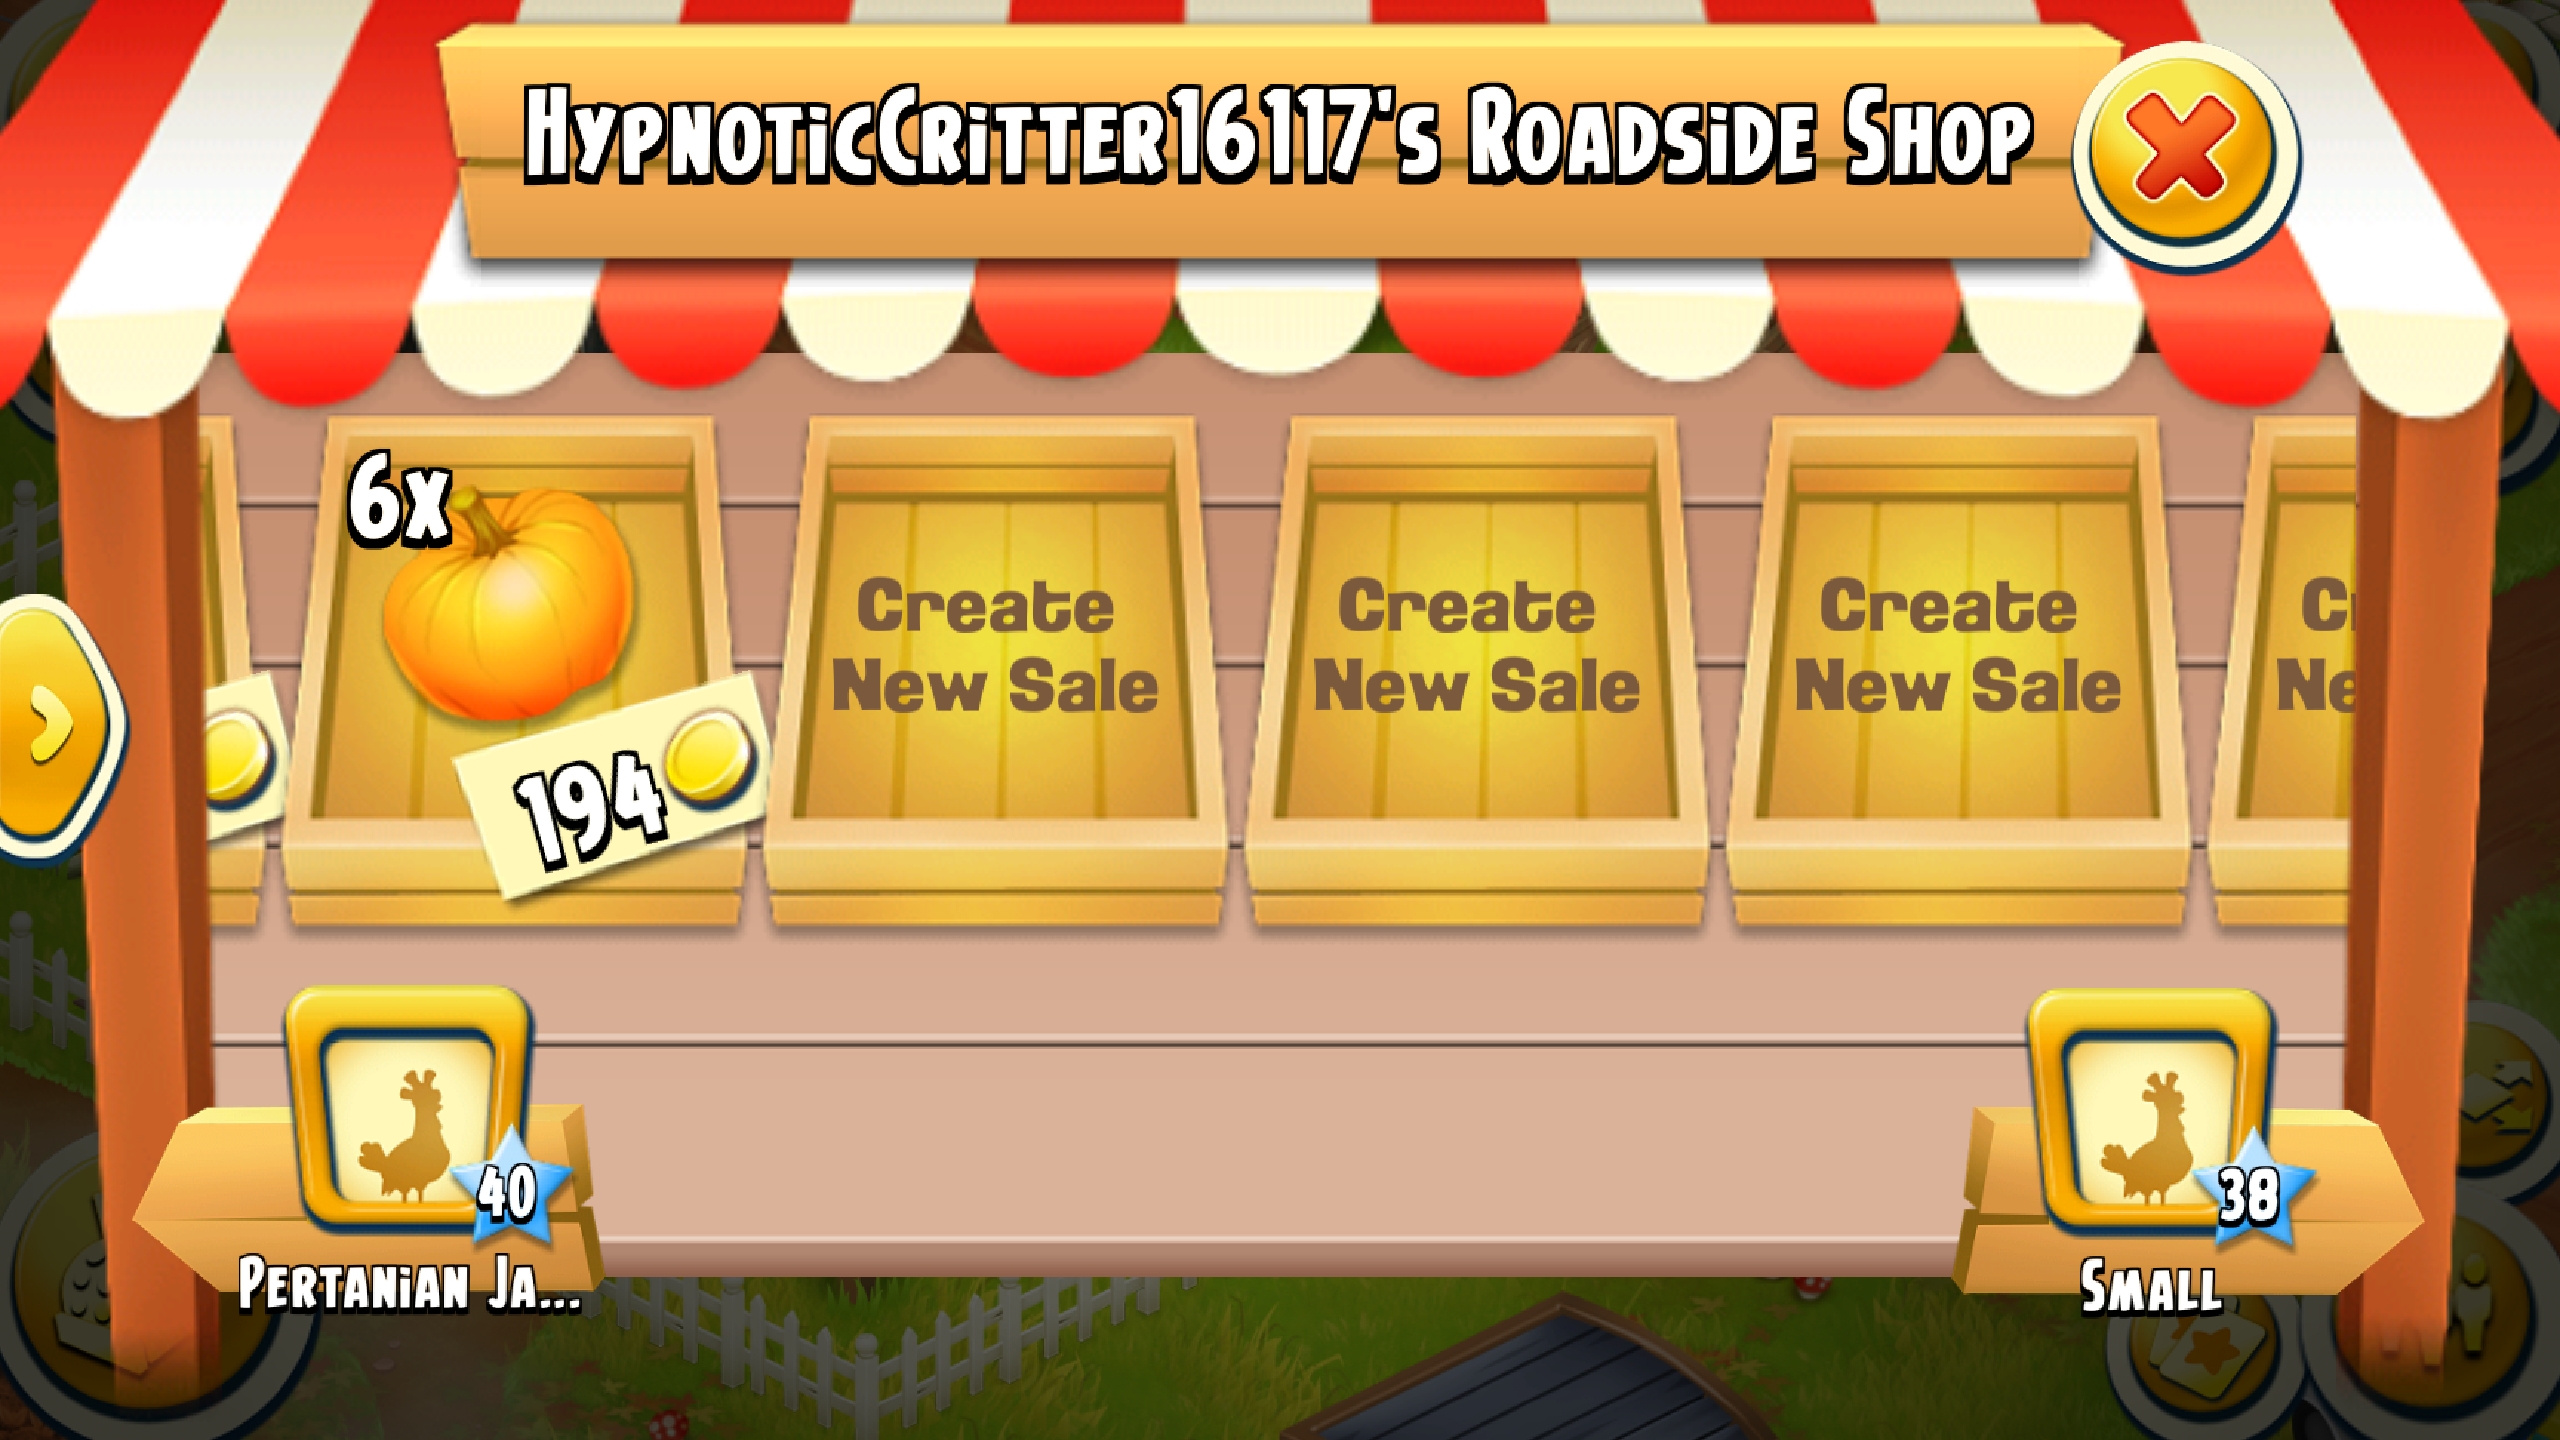 HypnoticCritter16117's Roadside Shop
6x
194
Create
New Sale
Create
New Sale
Create
New Sale
40
Pertanian Ja...
38
Small